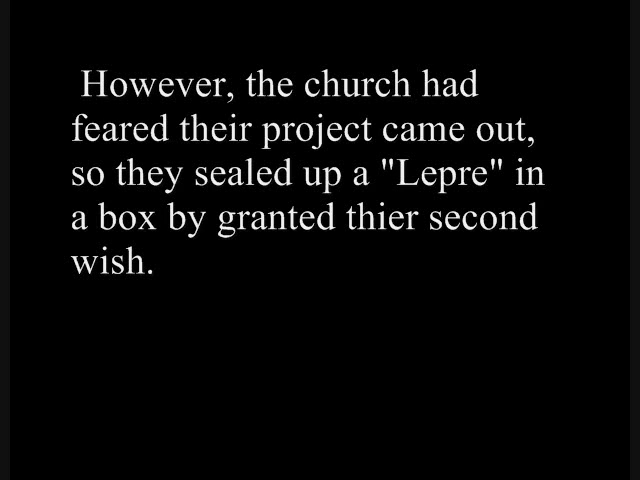 However, the church had
feared their project came out,
so they sealed up a "Lepre" in
a box by granted thier second
wish.